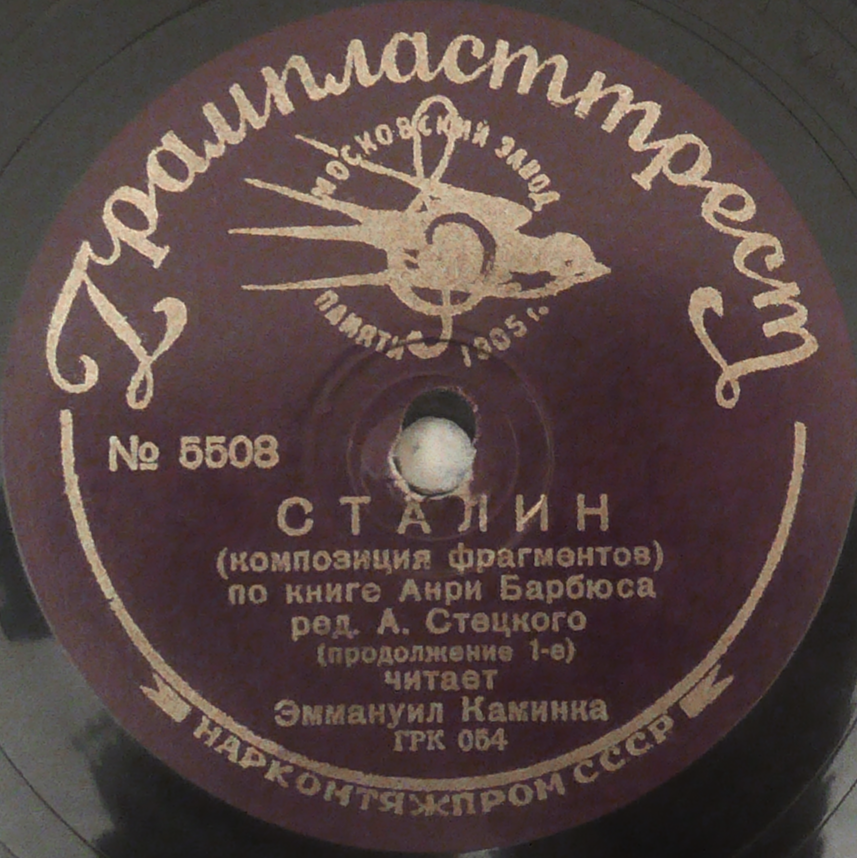 Грампласттрест
МОСКОВСКИЙ ЗАВОД
ПАМЯТИ 1905 г.
№ 5508
СТАЛИН
(композиция фрагментов)
по книге Анри Барбюса
ред. А. Стецкого
(продолжение 1-е)
читает
Эммануил Каминка
ГРК 054
НАРКОМТЯЖПРОМ СССР